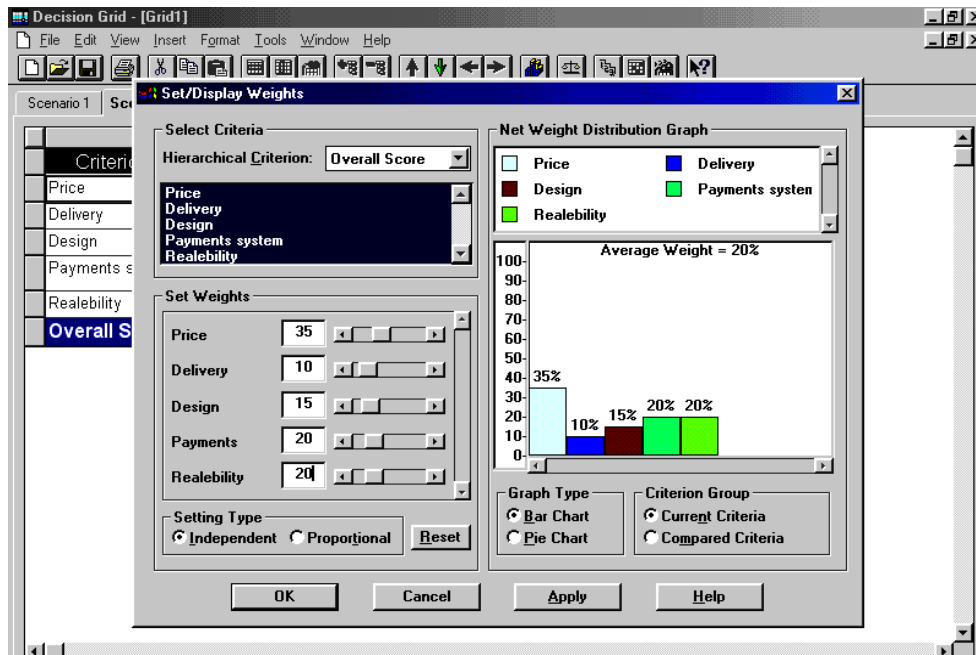 Decision Grid - [Grid1]
File Edit View Insert Format Tools Window Help
Scenario 1
Set/Display Weights
Price
Delivery
Design
Payments
Realebility
Overall
Select Criteria
Hierarchical Criterion: Overall Score
Price
Delivery
Design
Payments system
Realebility
Set Weights
Price 35
Delivery 10
Design 15
Payments 20
Realebility 20
Setting Type
Independent Proportional Reset
Net Weight Distribution Graph
Price Delivery
Design Payments system
Realebility
Average Weight = 20%
100-
90-
80-
70-
60-
50-
40-
30-
20-
10-
0-
35% 10% 15% 20% 20%
Graph Type
Bar Chart
Pie Chart
Criterion Group
Current Criteria
Compared Criteria
OK Cancel Apply Help